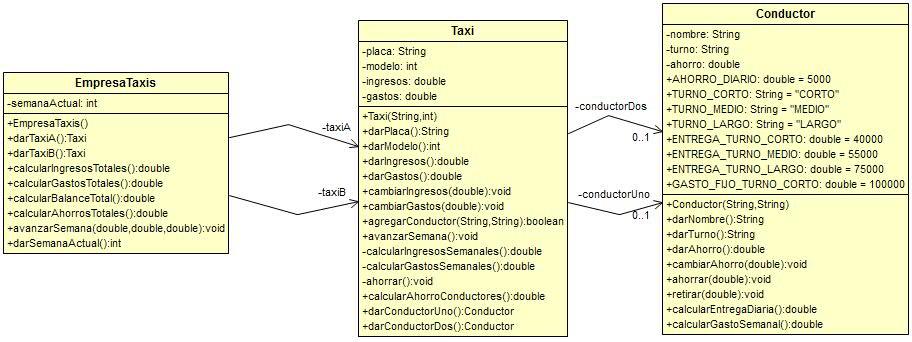 EmpresaTaxis
-semanaActual: int
+EmpresaTaxis()
+darTaxiA():Taxi
+darTaxiB():Taxi
+calcularIngresosTotales():double
+calcularGastosTotales():double
+calcularBalanceTotal():double
+calcularAhorrosTotales():double
+avanzarSemana(double,double,double):void
+darSemanaActual():int
-taxiA
-taxiB
Taxi
-placa: String
-modelo: int
-ingresos: double
-gastos: double
+Taxi(String,int)
+darPlaca():String
+darModelo():int
+darIngresos():double
+darGastos():double
+cambiarIngresos(double):void
+cambiarGastos(double):void
+agregarConductor(String,String):boolean
+avanzarSemana():void
-calcularIngresosSemanales():double
-calcularGastosSemanales():double
-ahorrar():void
+calcularAhorroConductores():double
+darConductorUno():Conductor
+darConductorDos():Conductor
-conductorDos
0..1
-conductorUno
0..1
Conductor
-nombre: String
-turno: String
-ahorro: double
+AHORRO_DIARIO: double = 5000
+TURNO_CORTO: String = "CORTO"
+TURNO_MEDIO: String = "MEDIO"
+TURNO_LARGO: String = "LARGO"
+ENTREGA_TURNO_CORTO: double = 40000
+ENTREGA_TURNO_MEDIO: double = 55000
+ENTREGA_TURNO_LARGO: double = 75000
+GASTO_FIJO_TURNO_CORTO: double = 100000
+Conductor(String,String)
+darNombre():String
+darTurno():String
+darAhorro():double
+cambiarAhorro(double):void
+ahorrar(double):void
+retirar(double):void
+calcularEntregaDiaria():double
+calcularGastoSemanal():double